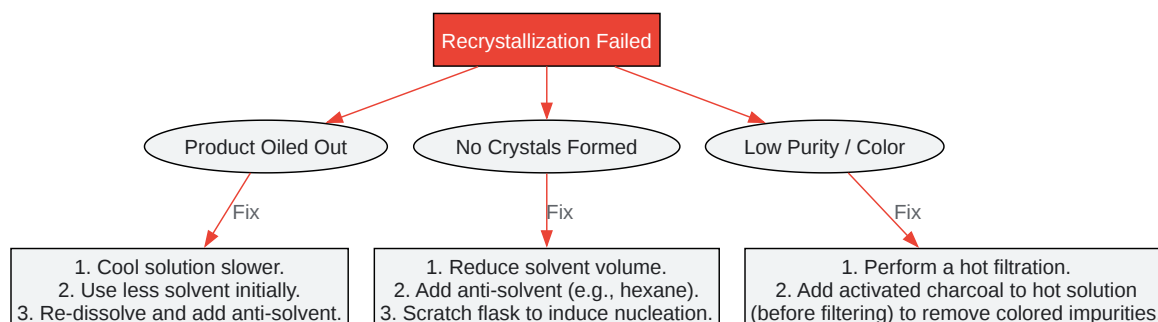 Recrystallization Failed
Product Oiled Out
No Crystals Formed
Low Purity / Color
Fix
Fix
Fix
1. Cool solution slower.
2. Use less solvent initially.
3. Re-dissolve and add anti-solvent.
1. Reduce solvent volume.
2. Add anti-solvent (e.g., hexane).
3. Scratch flask to induce nucleation.
1. Perform a hot filtration.
2. Add activated charcoal to hot solution
(before filtering) to remove colored impurities